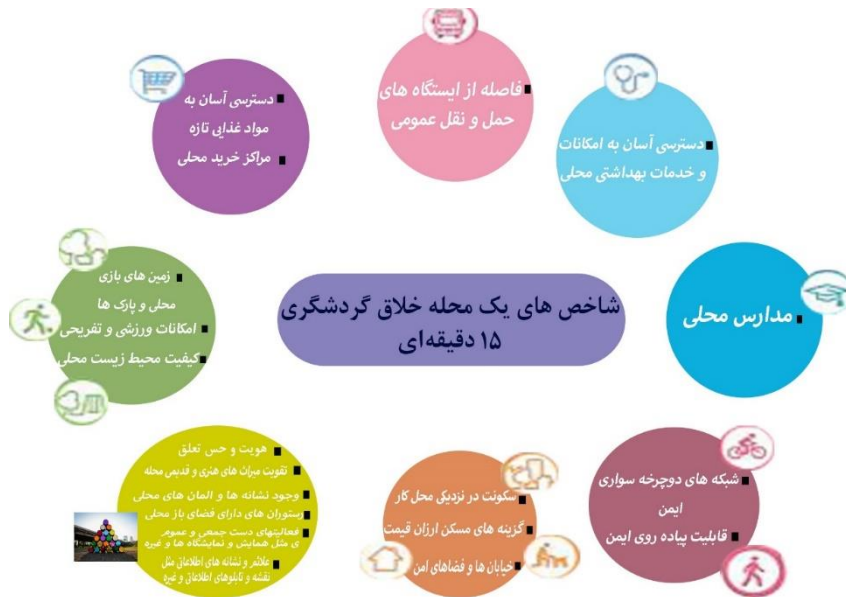 شاخص های یک محله خلاق گردشگری
۱۵ دقیقه‌ای
فاصله از ایستگاه های
حمل و نقل عمومی
دسترسی آسان به امکانات
و خدمات بهداشتی محلی
مدارس محلی
شبکه های دوچرخه سواری
ایمن
قابلیت پیاده روی ایمن
سکونت در نزدیکی محل کار
گزینه های مسکن ارزان قیمت
خیابان ها و فضاهای امن
هویت و حس تعلق
تقویت میراث های هنری و قدیمی محله
وجود نشانه ها و المان های محلی
رستوران های دارای فضای باز محلی
فعالیتهای دست جمعی و عموم
ی مثل همایش و نمایشگاه ها و غیره
علائم و نشانه های اطلاعاتی مثل
نقشه و تابلوهای اطلاعاتی و غیره
زمین های بازی
محلی و پارک ها
امکانات ورزشی و تفریحی
کیفیت محیط زیست محلی
دسترسی آسان به
مواد غذایی تازه
مراکز خرید محلی